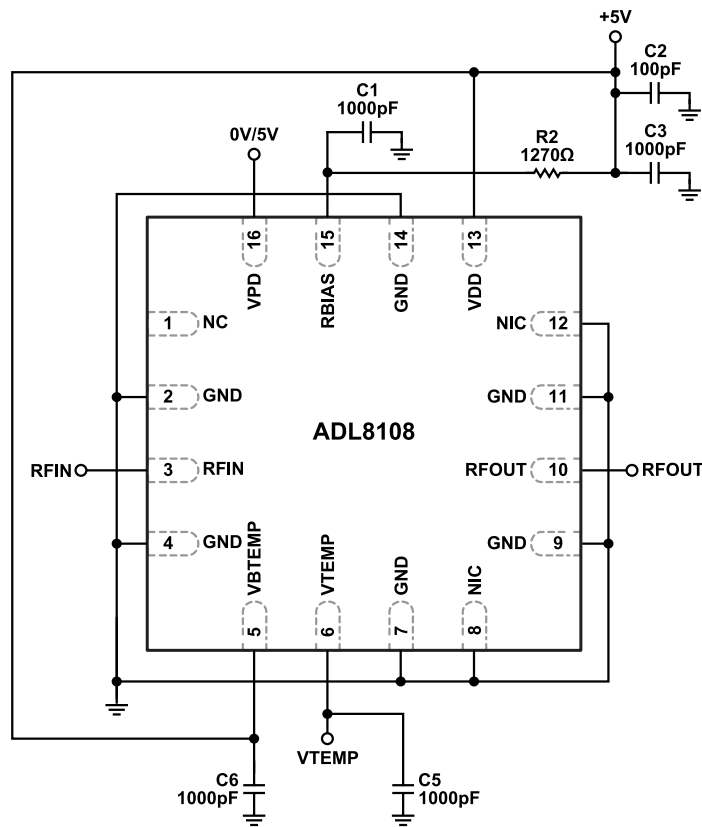 +5V
C2
100pF
C1
1000pF
0V/5V
R2
1270Ω
C3
1000pF
16
15
14
13
VPD
RBIAS
GND
VDD
1 NC
NIC 12
2 GND
GND 11
ADL8108
RFIN
3 RFIN
RFOUT 10
RFOUT
4 GND
GND 9
VBTEMP
VTEMP
GND
NIC
5
6
7
8
VTEMP
C6
1000pF
C5
1000pF